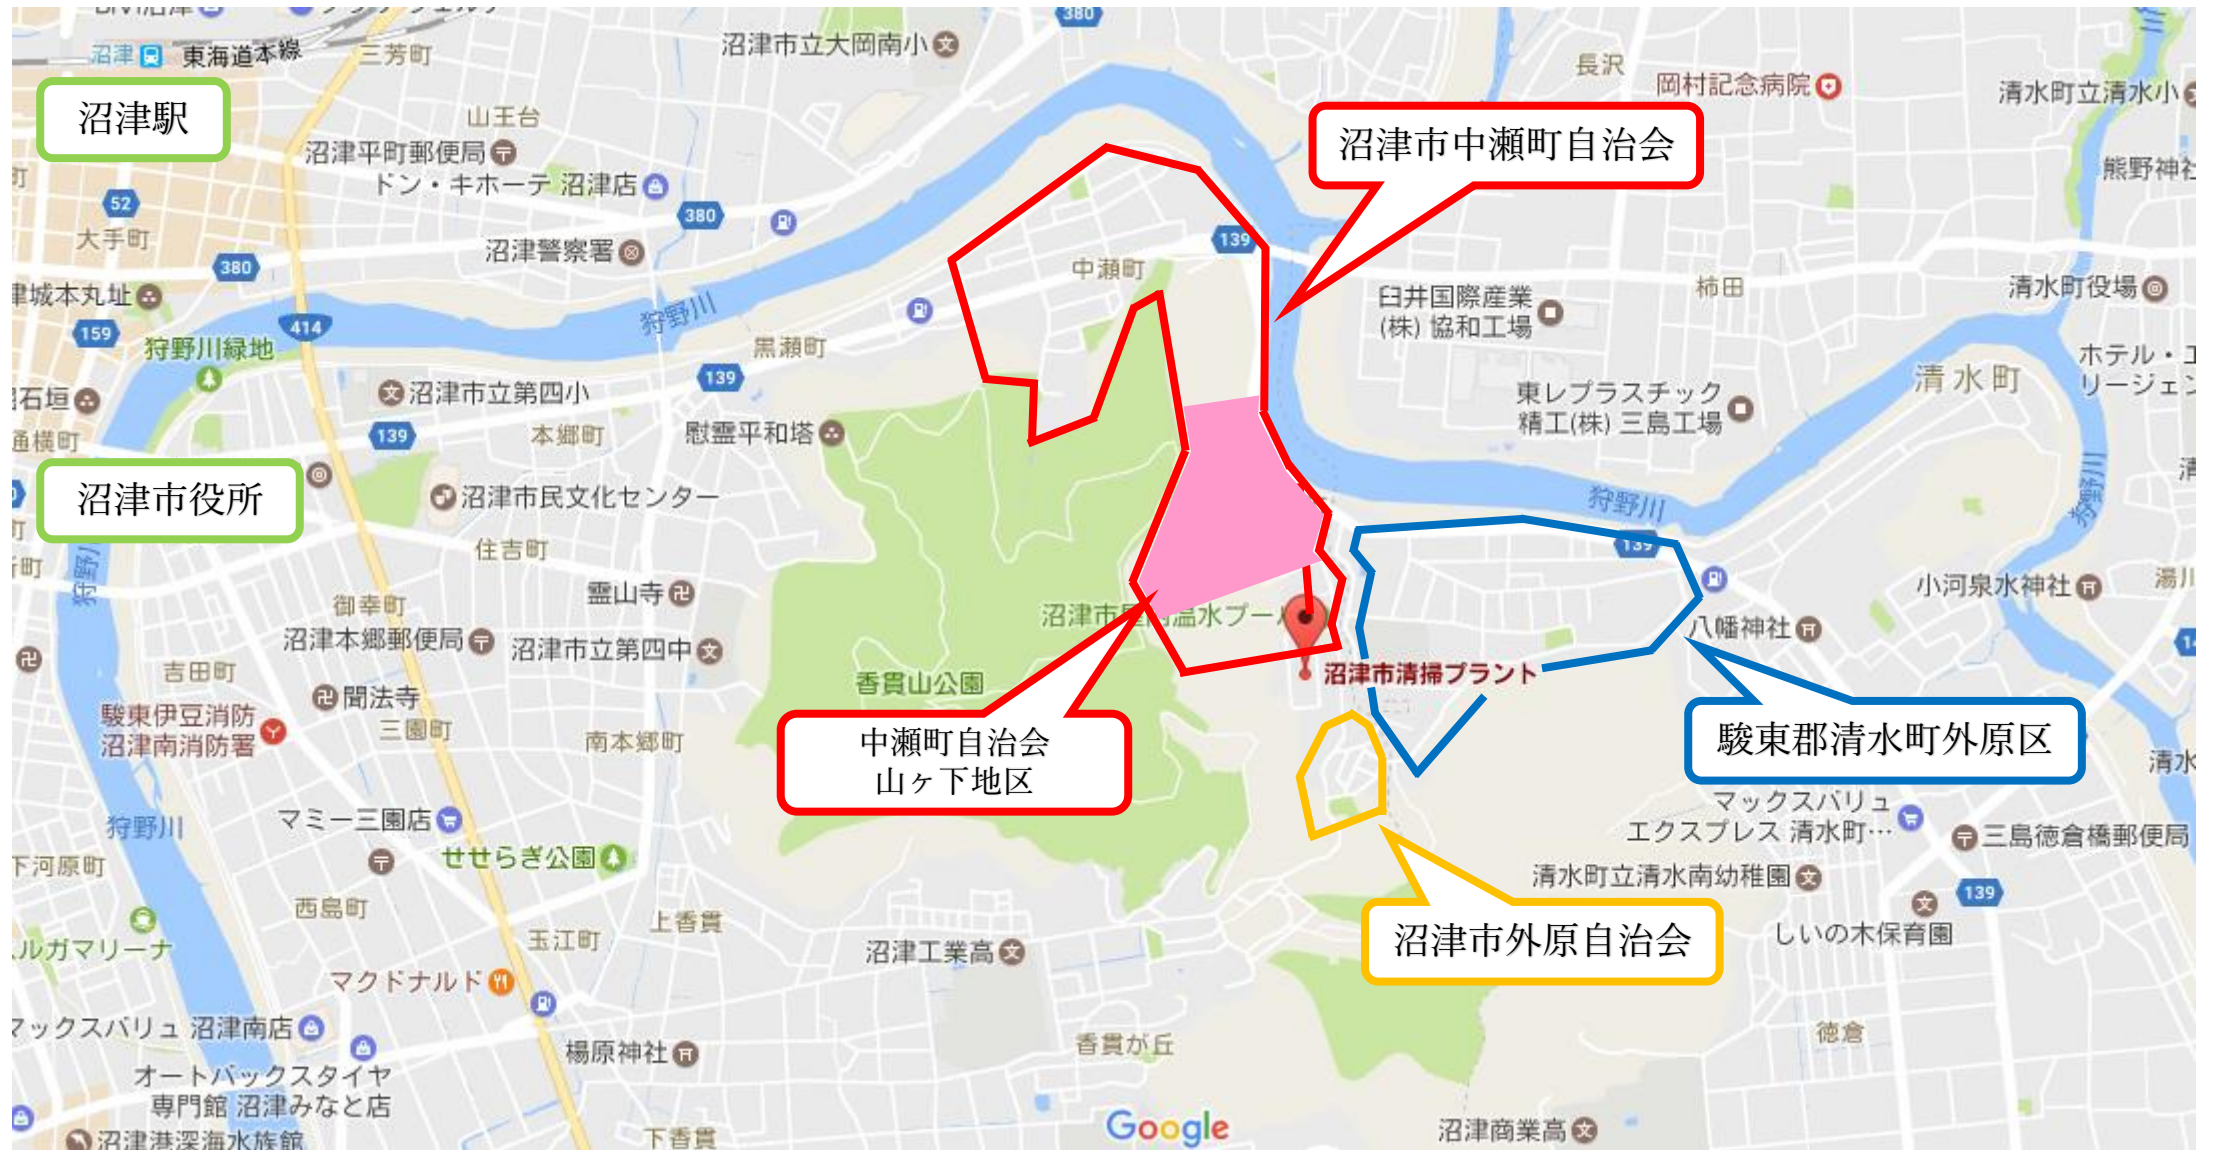 沼津
東海道本線
三芳町
沼津市立大岡南小
380
長沢
岡村記念病院
清水町立清水小
沼津駅
山王台
沼津平町郵便局
ドン・キホーテ 沼津店
沼津市中瀬町自治会
熊野神社
52
大手町
380
沼津警察署
380
139
中瀬町
柿田
清水町役場
臼井国際産業
(株) 協和工場
津城本丸址
159
414
狩野川
狩野川緑地
黒瀬町
139
沼津市立第四小
東レプラスチック
精工(株) 三島工場
清水町
ホテル・エ
リージェン
石垣
通横町
139
本郷町
慰霊平和塔
沼津市役所
沼津市民文化センター
狩野川
狩野川
住吉町
139
狩野川
霊山寺
小河泉水神社
湯川
御幸町
沼津本郷郵便局
沼津市立第四中
八幡神社
吉田町
聞法寺
香貫山公園
沼津市清掃プラント
駿東伊豆消防
沼津南消防署
三園町
南本郷町
中瀬町自治会
山ヶ下地区
駿東郡清水町外原区
清水
狩野川
マミー三園店
マックスバリュ
エクスプレス 清水町…
三島徳倉橋郵便局
下河原町
せせらぎ公園
清水町立清水南幼稚園
139
西島町
上香貫
玉江町
沼津工業高
沼津市外原自治会
しいの木保育園
ルガマリーナ
マクドナルド
マックスバリュ 沼津南店
楊原神社
香貫が丘
徳倉
オートバックスタイヤ
専門館 沼津みなと店
Google
沼津港深海水族館
下香貫
沼津商業高